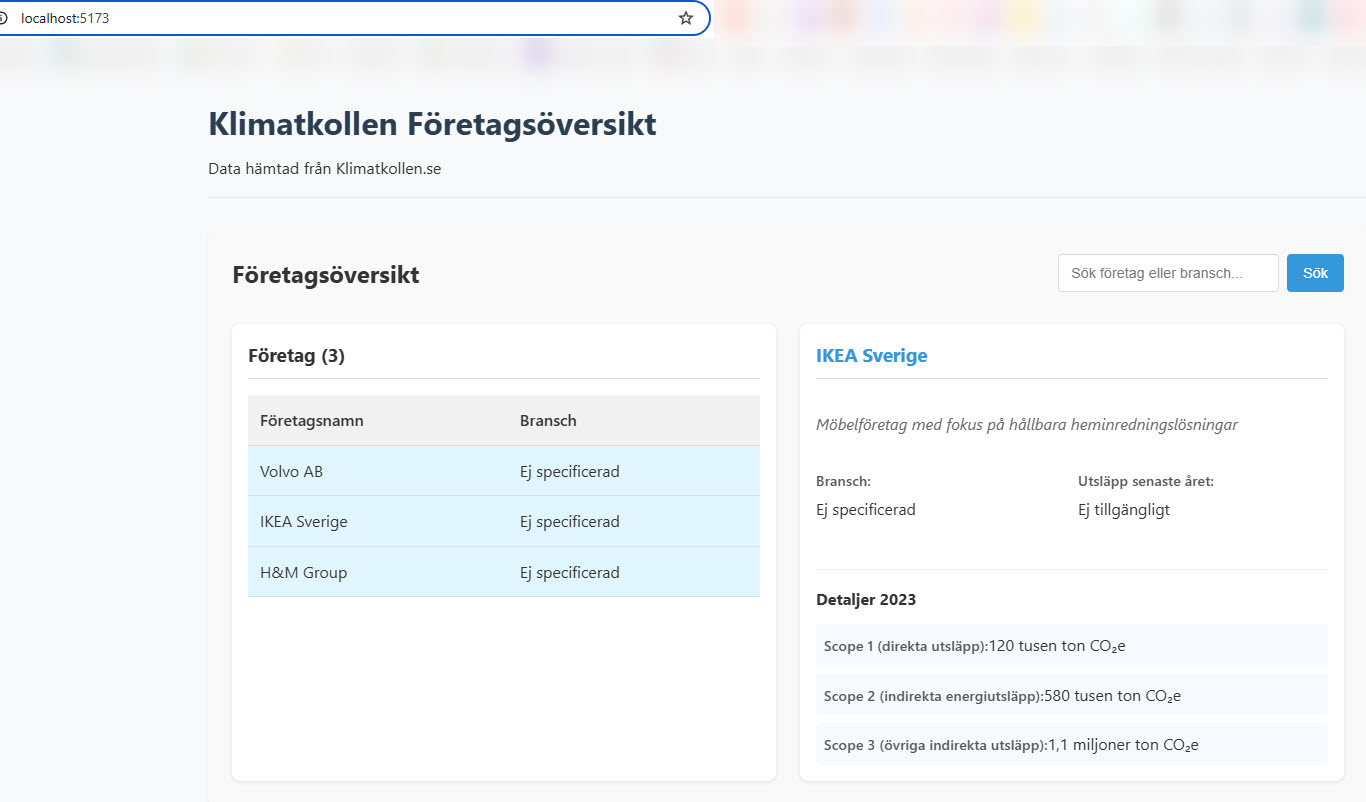 localhost:5173
Klimatkollen Företagsöversikt
Data hämtad från Klimatkollen.se
Företagsöversikt
Sök företag eller bransch...
Sök
Företag (3)
Företagsnamn Bransch
Volvo AB Ej specificerad
IKEA Sverige Ej specificerad
H&M Group Ej specificerad
IKEA Sverige
Möbelföretag med fokus på hållbara heminredningslösningar
Bransch: Utsläpp senaste året:
Ej specificerad Ej tillgängligt
Detaljer 2023
Scope 1 (direkta utsläpp):120 tusen ton CO₂e
Scope 2 (indirekta energiutsläpp):580 tusen ton CO₂e
Scope 3 (övriga indirekta utsläpp):1,1 miljoner ton CO₂e